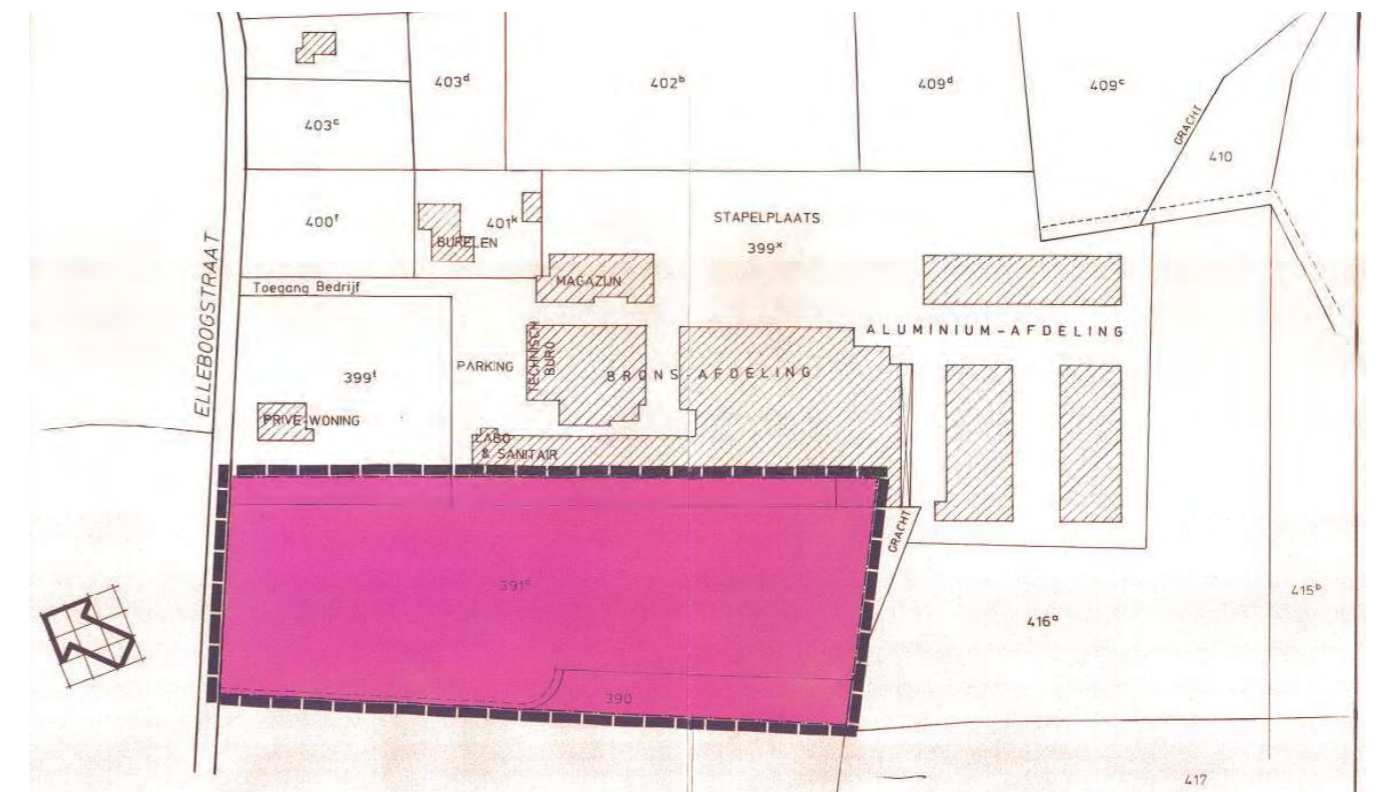 403ᵈ
402ᵇ
409ᵈ
409ᶜ
403ᶜ
GRACHT
410
400ᶠ
401ᵏ
BURELEN
STAPELPLAATS
399ˣ
ELLEBOOGSTRAAT
Toegang Bedrijf
MAGAZIJN
ALUMINIUM-AFDELING
TECHNISCH
BURO
PARKING
399ᵗ
BRONS-AFDELING
PRIVE-WONING
LABO
& SANITAIR
GRACHT
391ᶜ
415ᵇ
416ᵃ
390
417